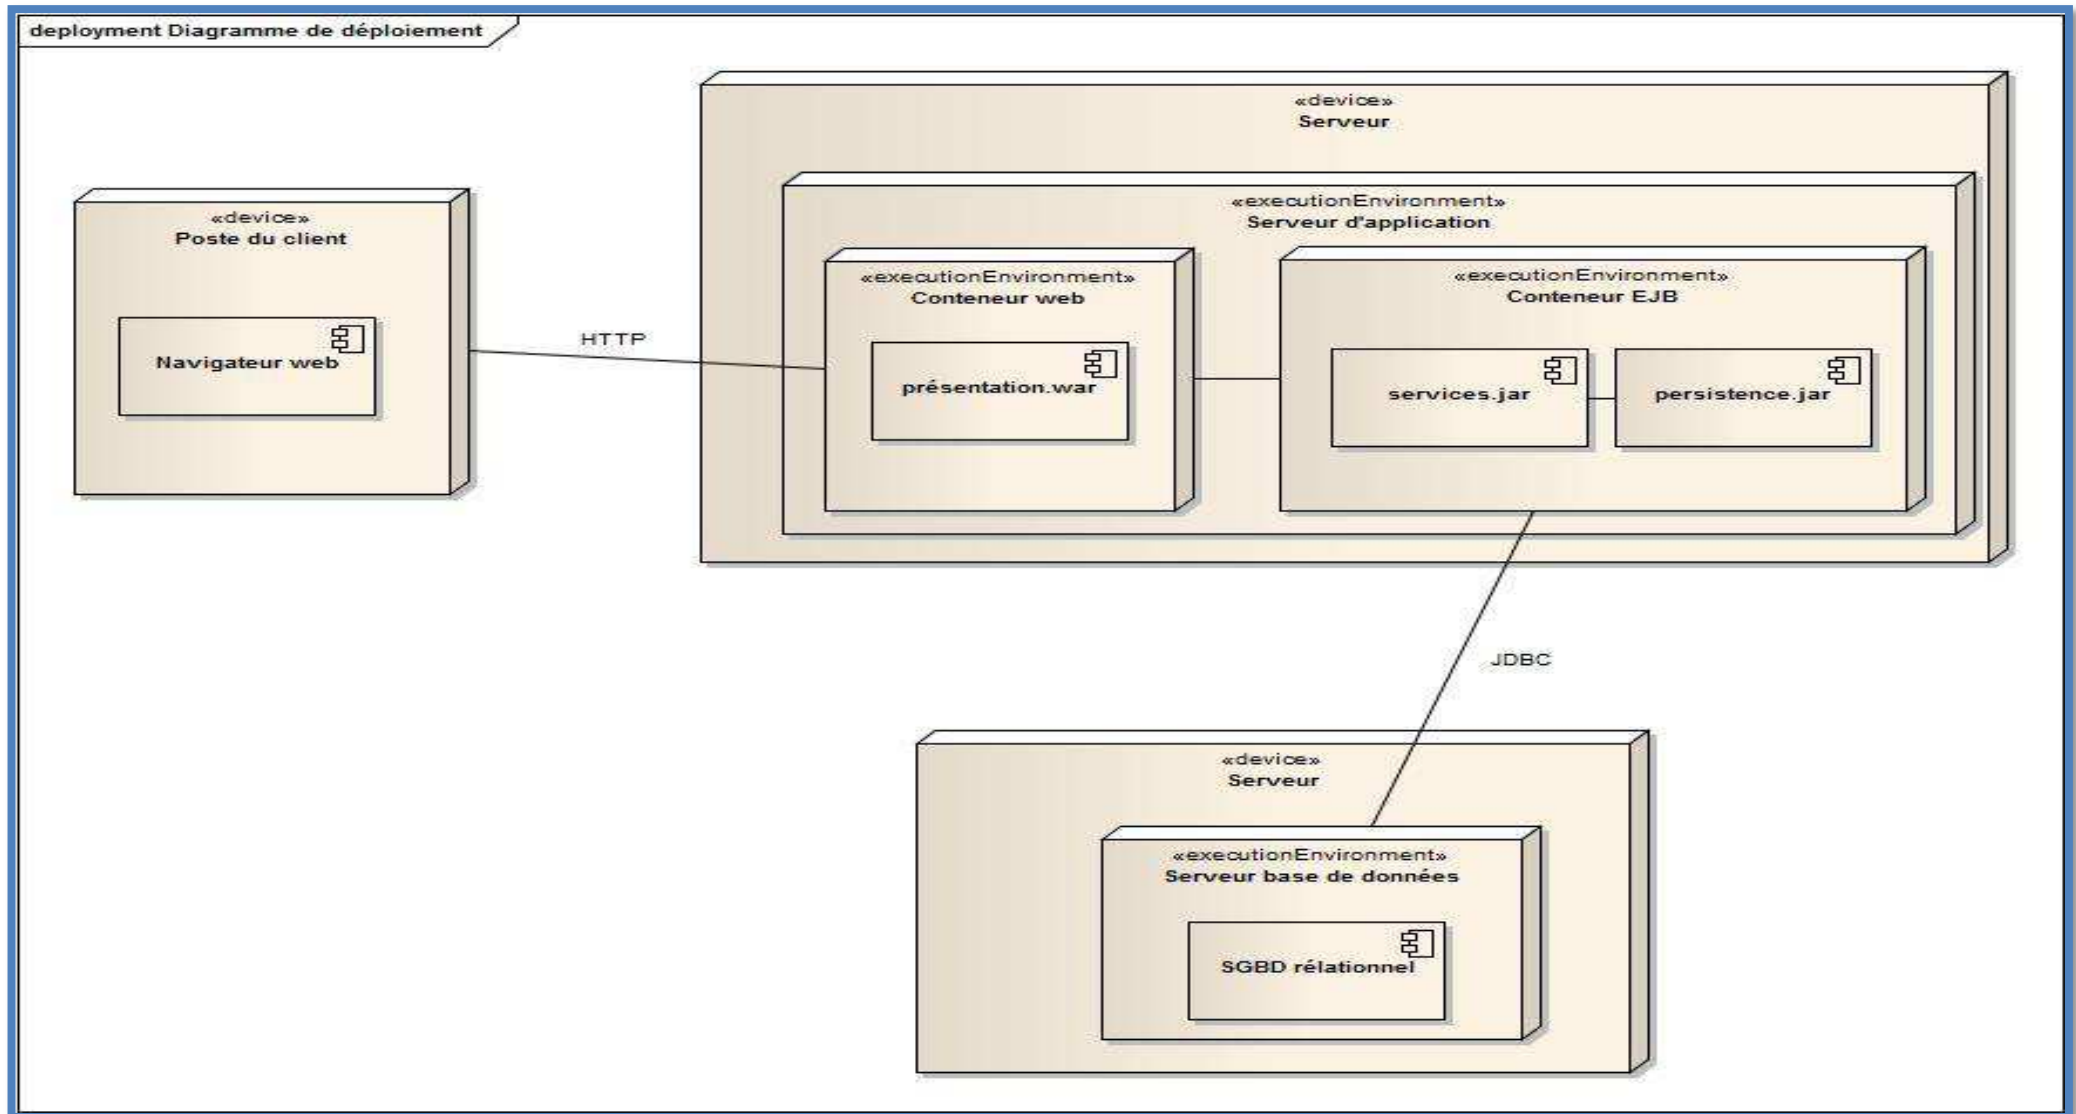 deployment Diagramme de déploiement
«device»
Serveur
«executionEnvironment»
Serveur d'application
«device»
Poste du client
Navigateur web
HTTP
«executionEnvironment»
Conteneur web
présentation.war
«executionEnvironment»
Conteneur EJB
services.jar
persistence.jar
JDBC
«device»
Serveur
«executionEnvironment»
Serveur base de données
SGBD rélationnel